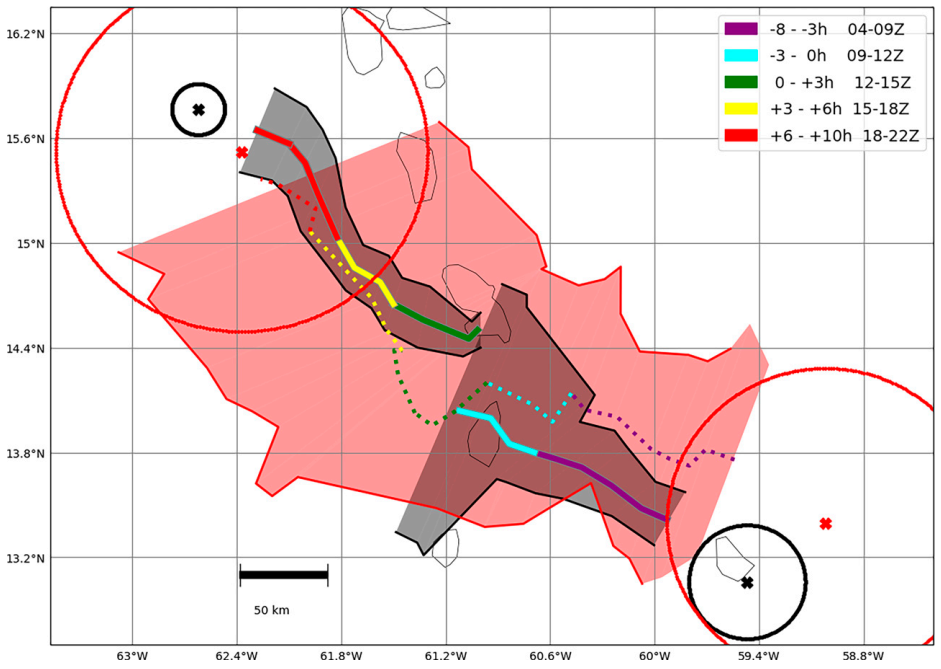 16.2°N
15.6°N
15°N
14.4°N
13.8°N
13.2°N
-8 - -3h 04-09Z
-3 - 0h 09-12Z
0 - +3h 12-15Z
+3 - +6h 15-18Z
+6 - +10h 18-22Z
50 km
63°W 62.4°W 61.8°W 61.2°W 60.6°W 60°W 59.4°W 58.8°W